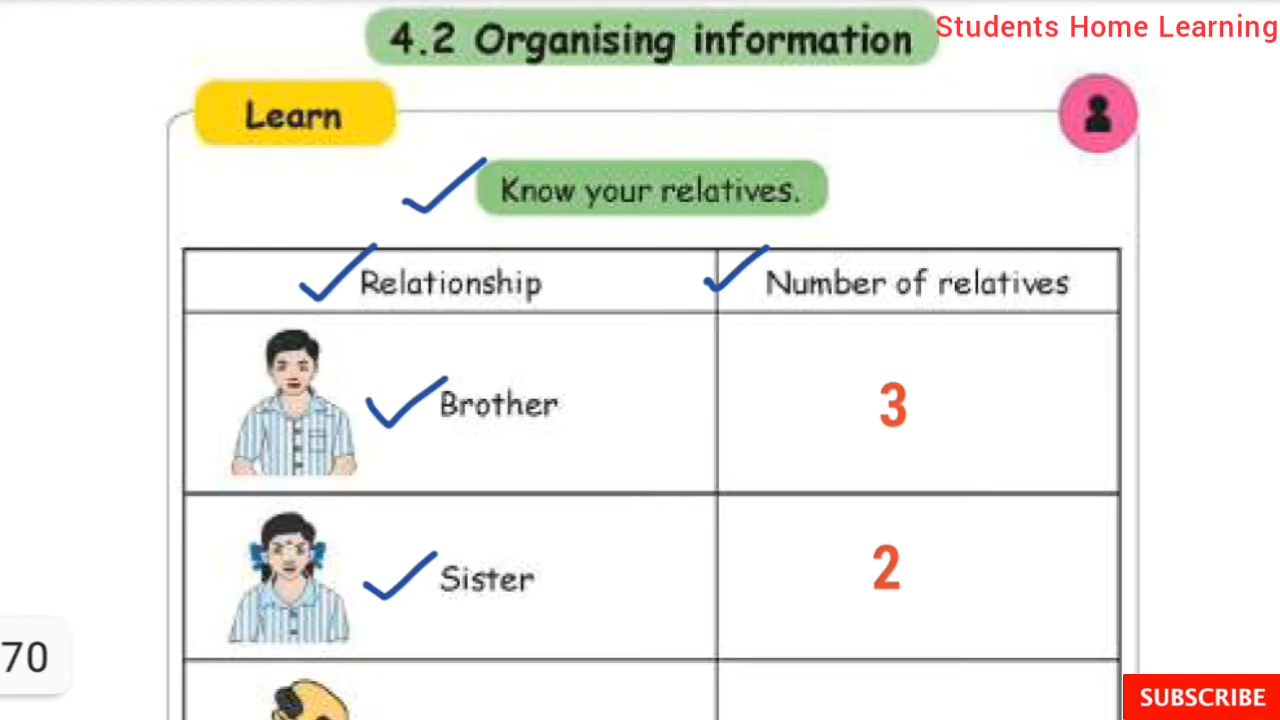 4.2 Organising information
Students Home Learning
Learn
Know your relatives.
Relationship
Number of relatives
Brother
3
Sister
2
70
SUBSCRIBE